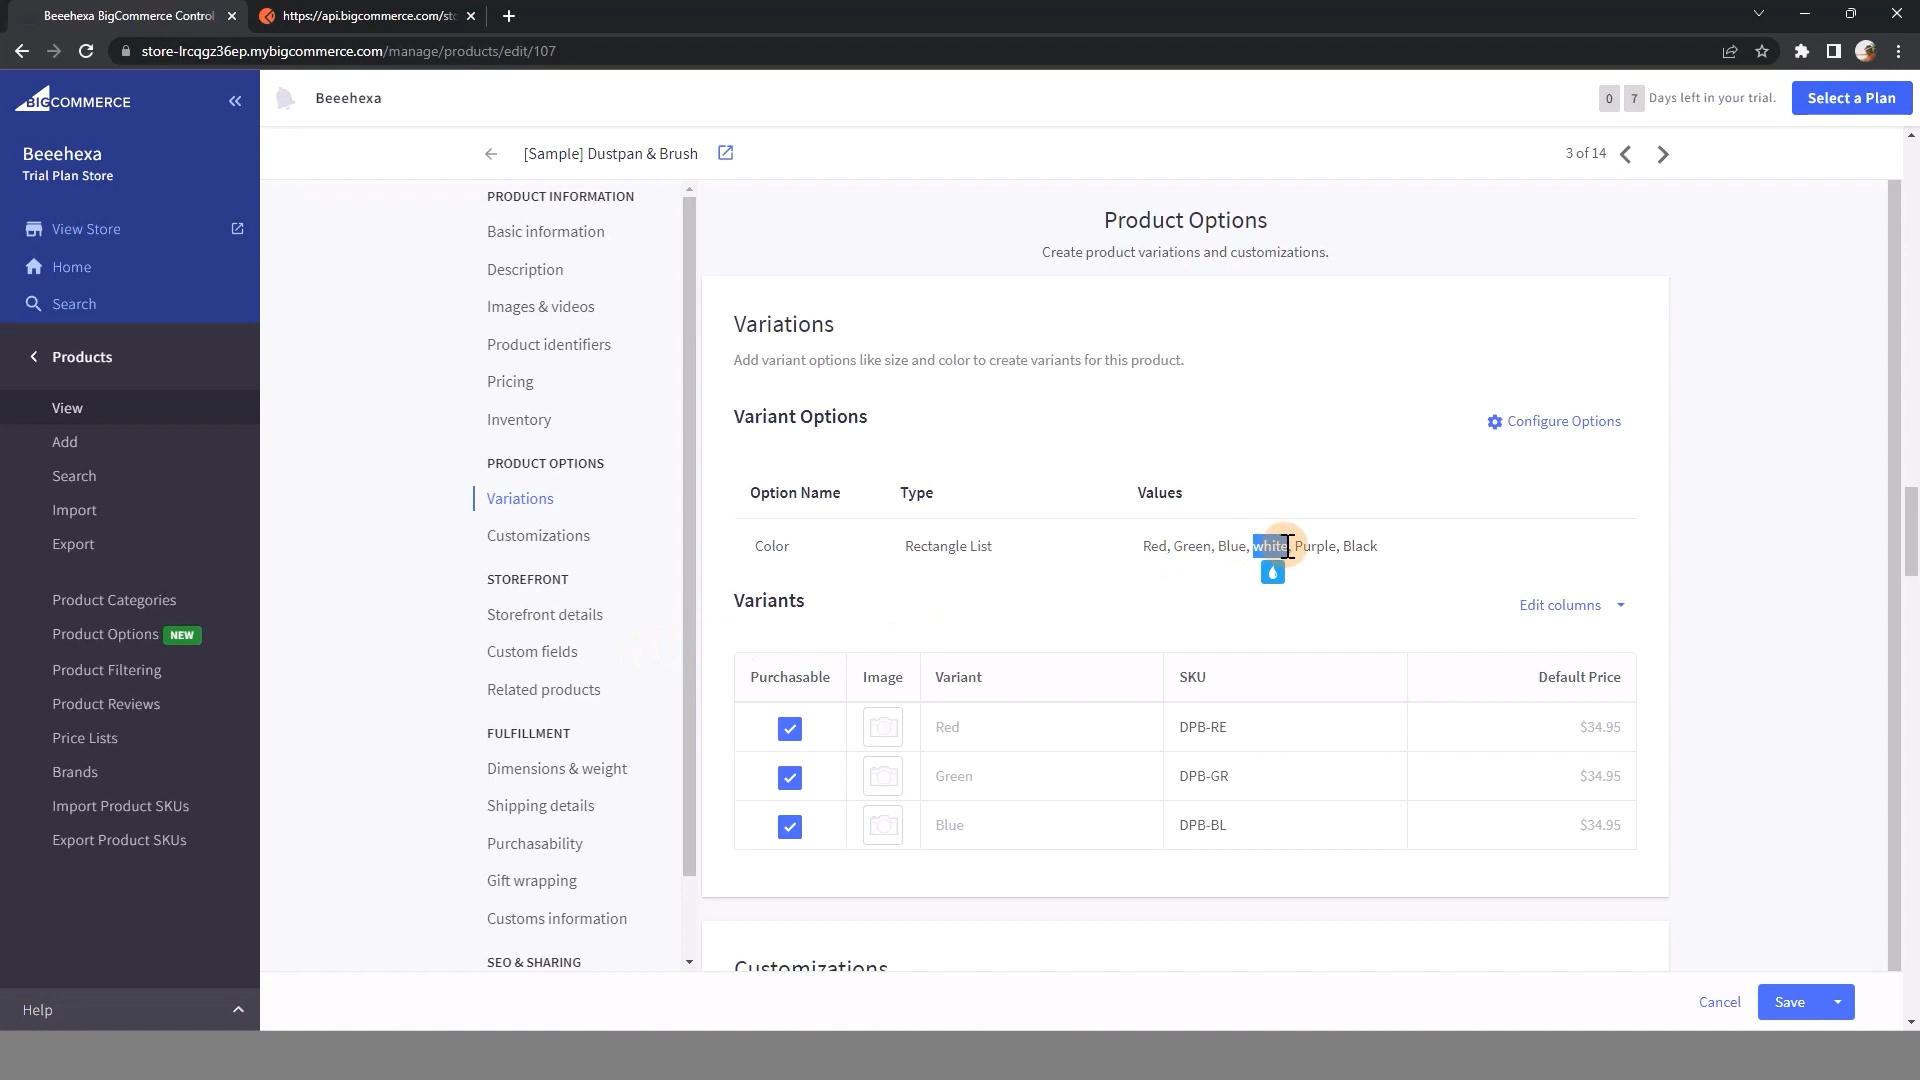 Beeehexa BigCommerce Control
https://api.bigcommerce.com/sto
store-lrcqgz36ep.mybigcommerce.com/manage/products/edit/107
BIGCOMMERCE
Beeehexa
0 7 Days left in your trial.
Select a Plan
Beeehexa
Trial Plan Store
View Store
Home
Search
Products
View
Add
Search
Import
Export
Product Categories
Product Options NEW
Product Filtering
Product Reviews
Price Lists
Brands
Import Product SKUs
Export Product SKUs
Help
[Sample] Dustpan & Brush
3 of 14
PRODUCT INFORMATION
Basic information
Description
Images & videos
Product identifiers
Pricing
Inventory
PRODUCT OPTIONS
Variations
Customizations
STOREFRONT
Storefront details
Custom fields
Related products
FULFILLMENT
Dimensions & weight
Shipping details
Purchasability
Gift wrapping
Customs information
SEO & SHARING
Product Options
Create product variations and customizations.
Variations
Add variant options like size and color to create variants for this product.
Variant Options
Configure Options
Option Name Type Values
Color Rectangle List Red, Green, Blue, white, Purple, Black
Variants
Edit columns
Purchasable Image Variant SKU Default Price
Red DPB-RE $34.95
Green DPB-GR $34.95
Blue DPB-BL $34.95
Customizations
Cancel
Save